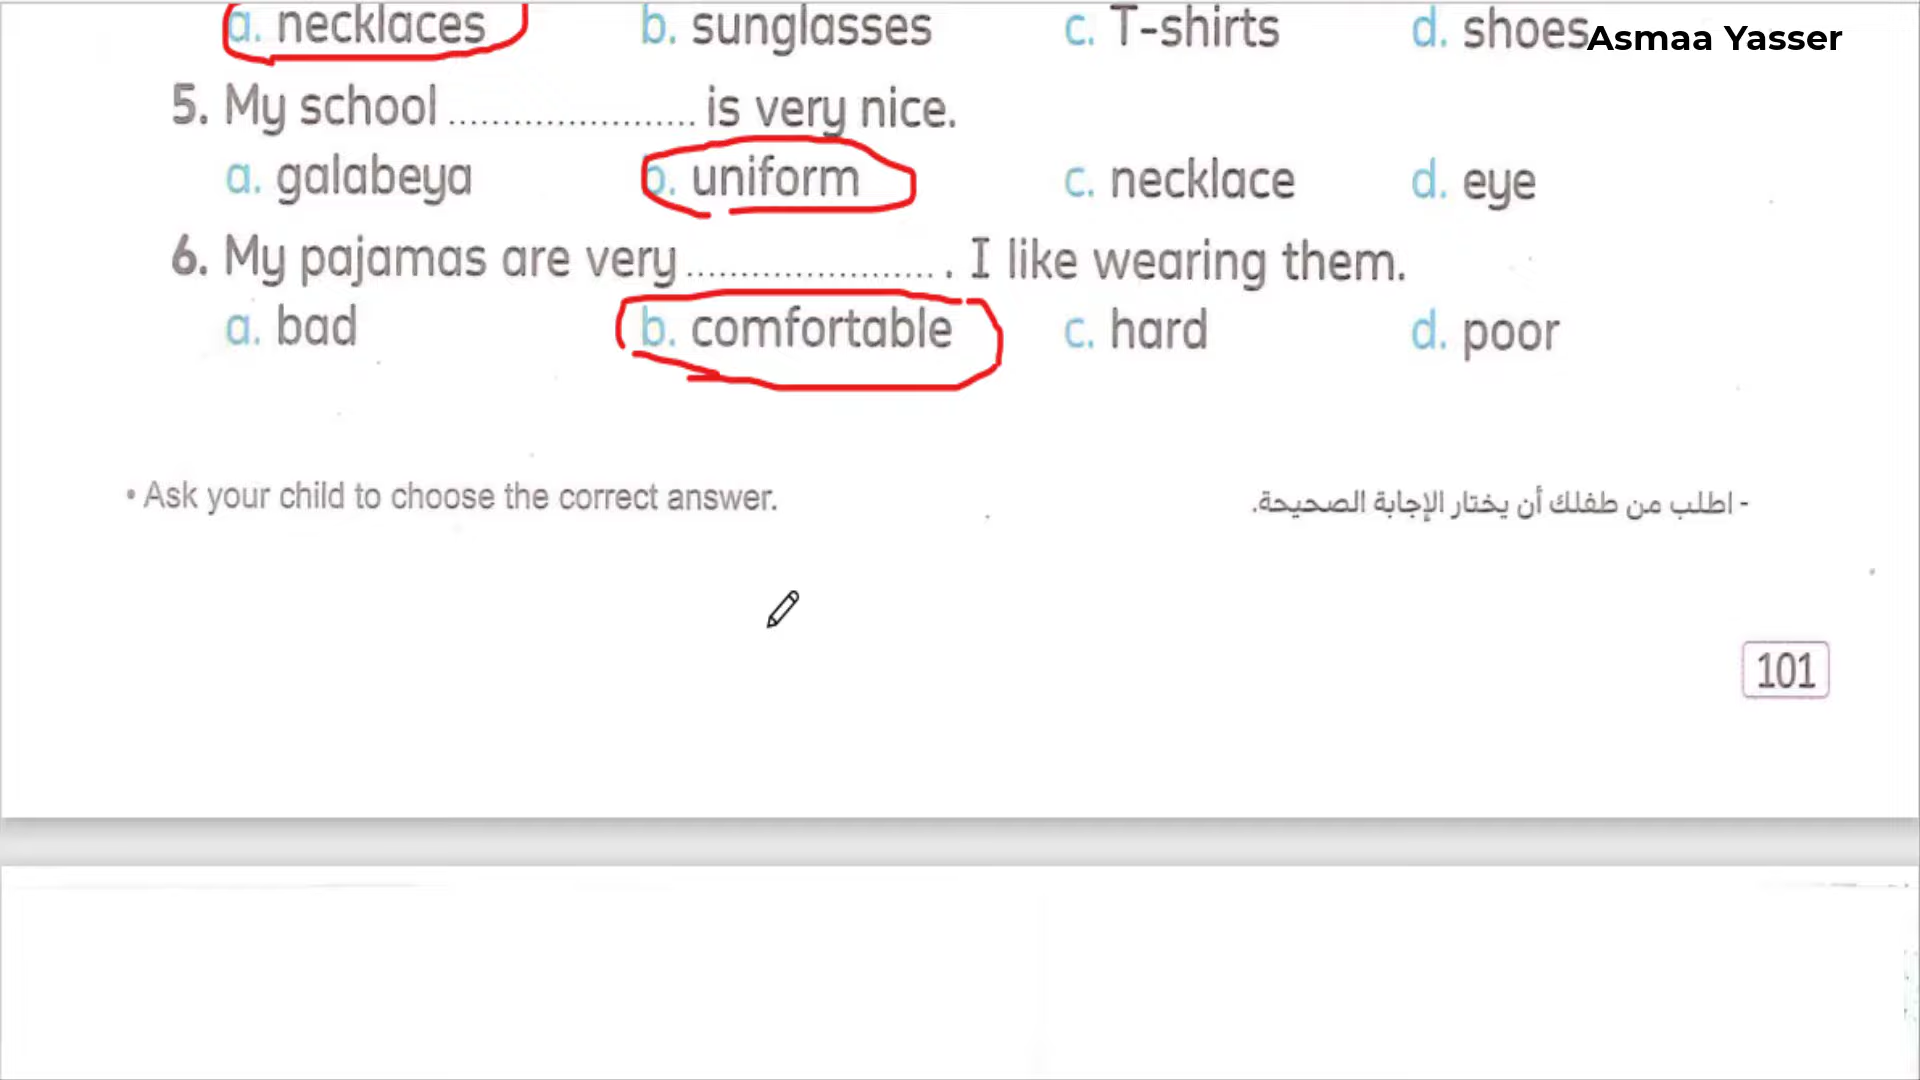 a. necklaces b. sunglasses c. T-shirts d. shoes
Asmaa Yasser
5. My school ........................ is very nice.
a. galabeya b. uniform c. necklace d. eye
6. My pajamas are very ........................ . I like wearing them.
a. bad b. comfortable c. hard d. poor
• Ask your child to choose the correct answer.
- اطلب من طفلك أن يختار الإجابة الصحيحة.
101